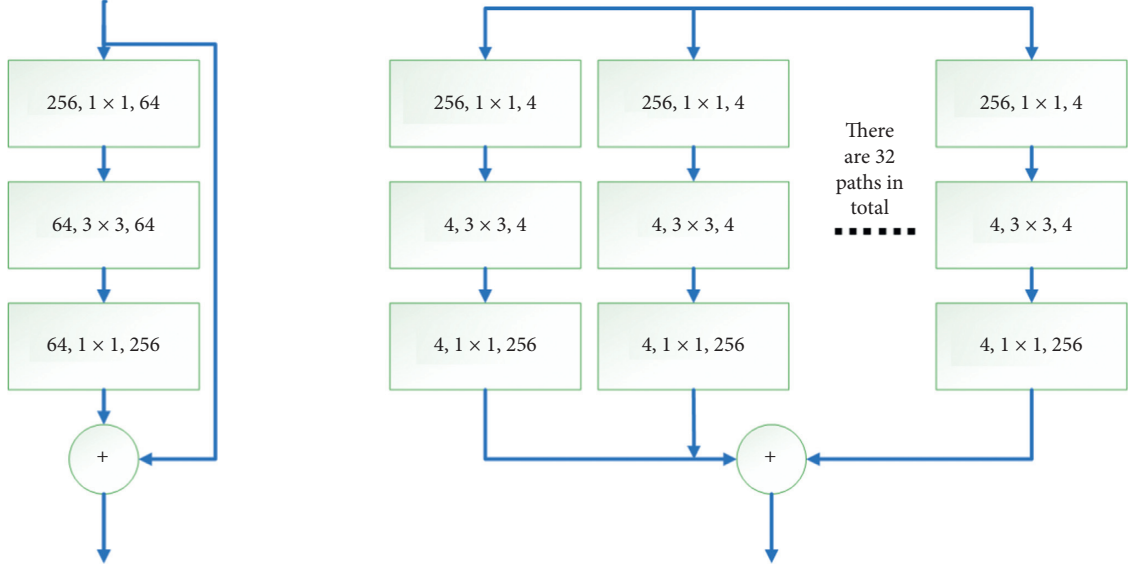 256, 1 × 1, 64
64, 3 × 3, 64
64, 1 × 1, 256
+
256, 1 × 1, 4
256, 1 × 1, 4
256, 1 × 1, 4
There
are 32
paths in
total
4, 3 × 3, 4
4, 3 × 3, 4
4, 3 × 3, 4
4, 1 × 1, 256
4, 1 × 1, 256
4, 1 × 1, 256
+